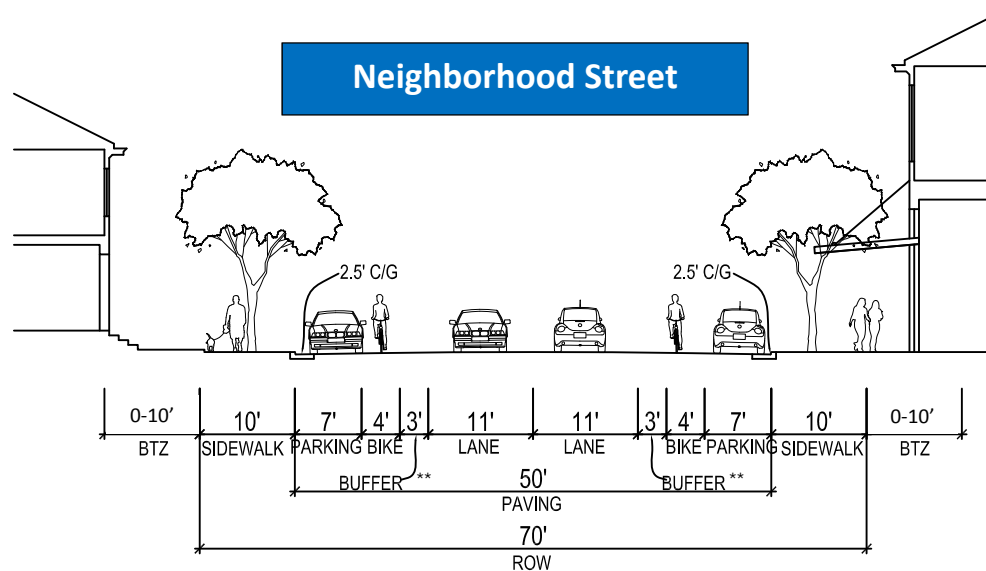 Neighborhood Street
2.5' C/G 2.5' C/G
0-10' 10' 7' 4' 3' 11' 11' 3' 4' 7' 10' 0-10'
BTZ SIDEWALK PARKING BIKE LANE LANE BIKE PARKING SIDEWALK BTZ
BUFFER ** 50' BUFFER **
PAVING
70'
ROW